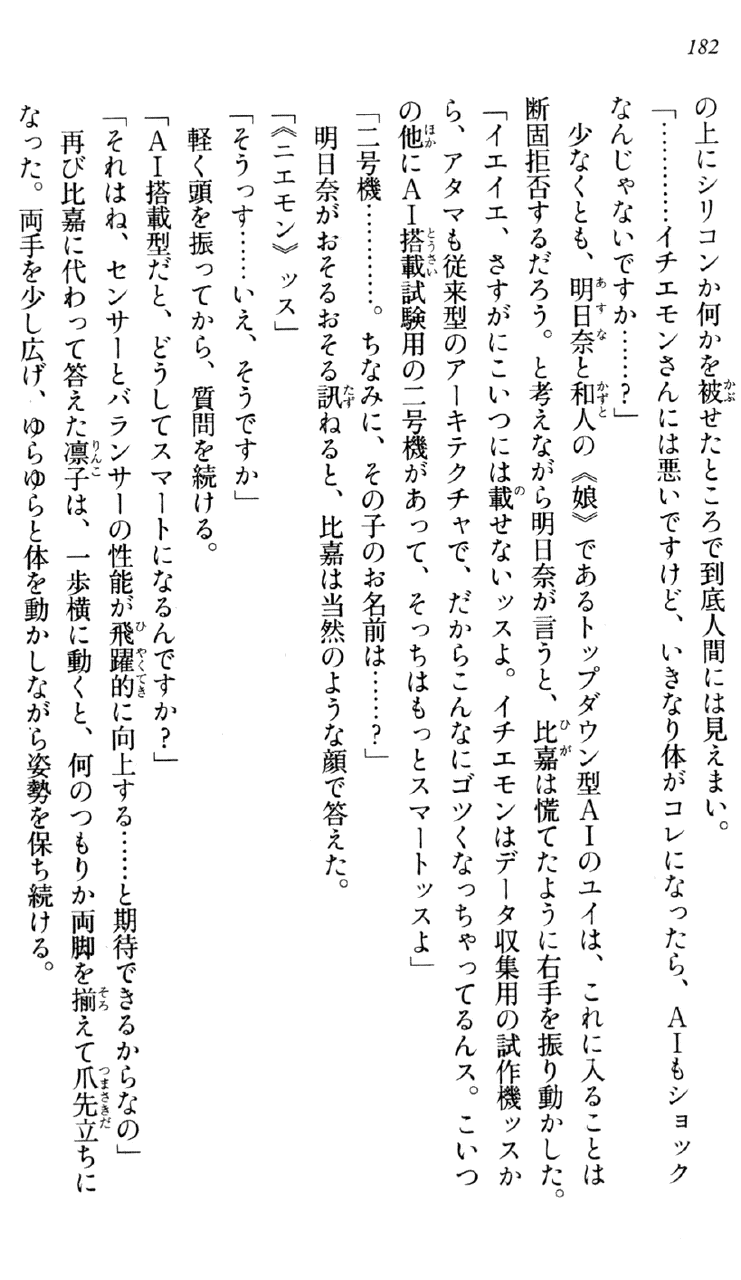 182
の上にシリコンか何かを被せたところで到底人間には見えまい。
「…………イチエモンさんには悪いですけど、いきなり体がコレになったら、AIもショック
なんじゃないですか……?」
少なくとも、明日奈と和人の《娘》であるトップダウン型AIのユイは、これに入ることは
断固拒否するだろう。と考えながら明日奈が言うと、比嘉は慌てたように右手を振り動かした。
「イエイエ、さすがにこいつには載せないッスよ。イチエモンはデータ収集用の試作機ッスか
ら、アタマも従来型のアーキテクチャで、だからこんなにゴツくなっちゃってるんス。こいつ
の他にAI搭載試験用の二号機があって、そっちはもっとスマートッスよ」
「二号機…………。ちなみに、その子のお名前は……?」
明日奈がおそるおそる訊ねると、比嘉は当然のような顔で答えた。
「《ニエモン》ッス」
「そうっす……いえ、そうですか」
軽く頭を振ってから、質問を続ける。
「AI搭載型だと、どうしてスマートになるんですか?」
「それはね、センサーとバランサーの性能が飛躍的に向上する……と期待できるからなの」
再び比嘉に代わって答えた凛子は、一歩横に動くと、何のつもりか両脚を揃えて爪先立ちに
なった。両手を少し広げ、ゆらゆらと体を動かしながら姿勢を保ち続ける。